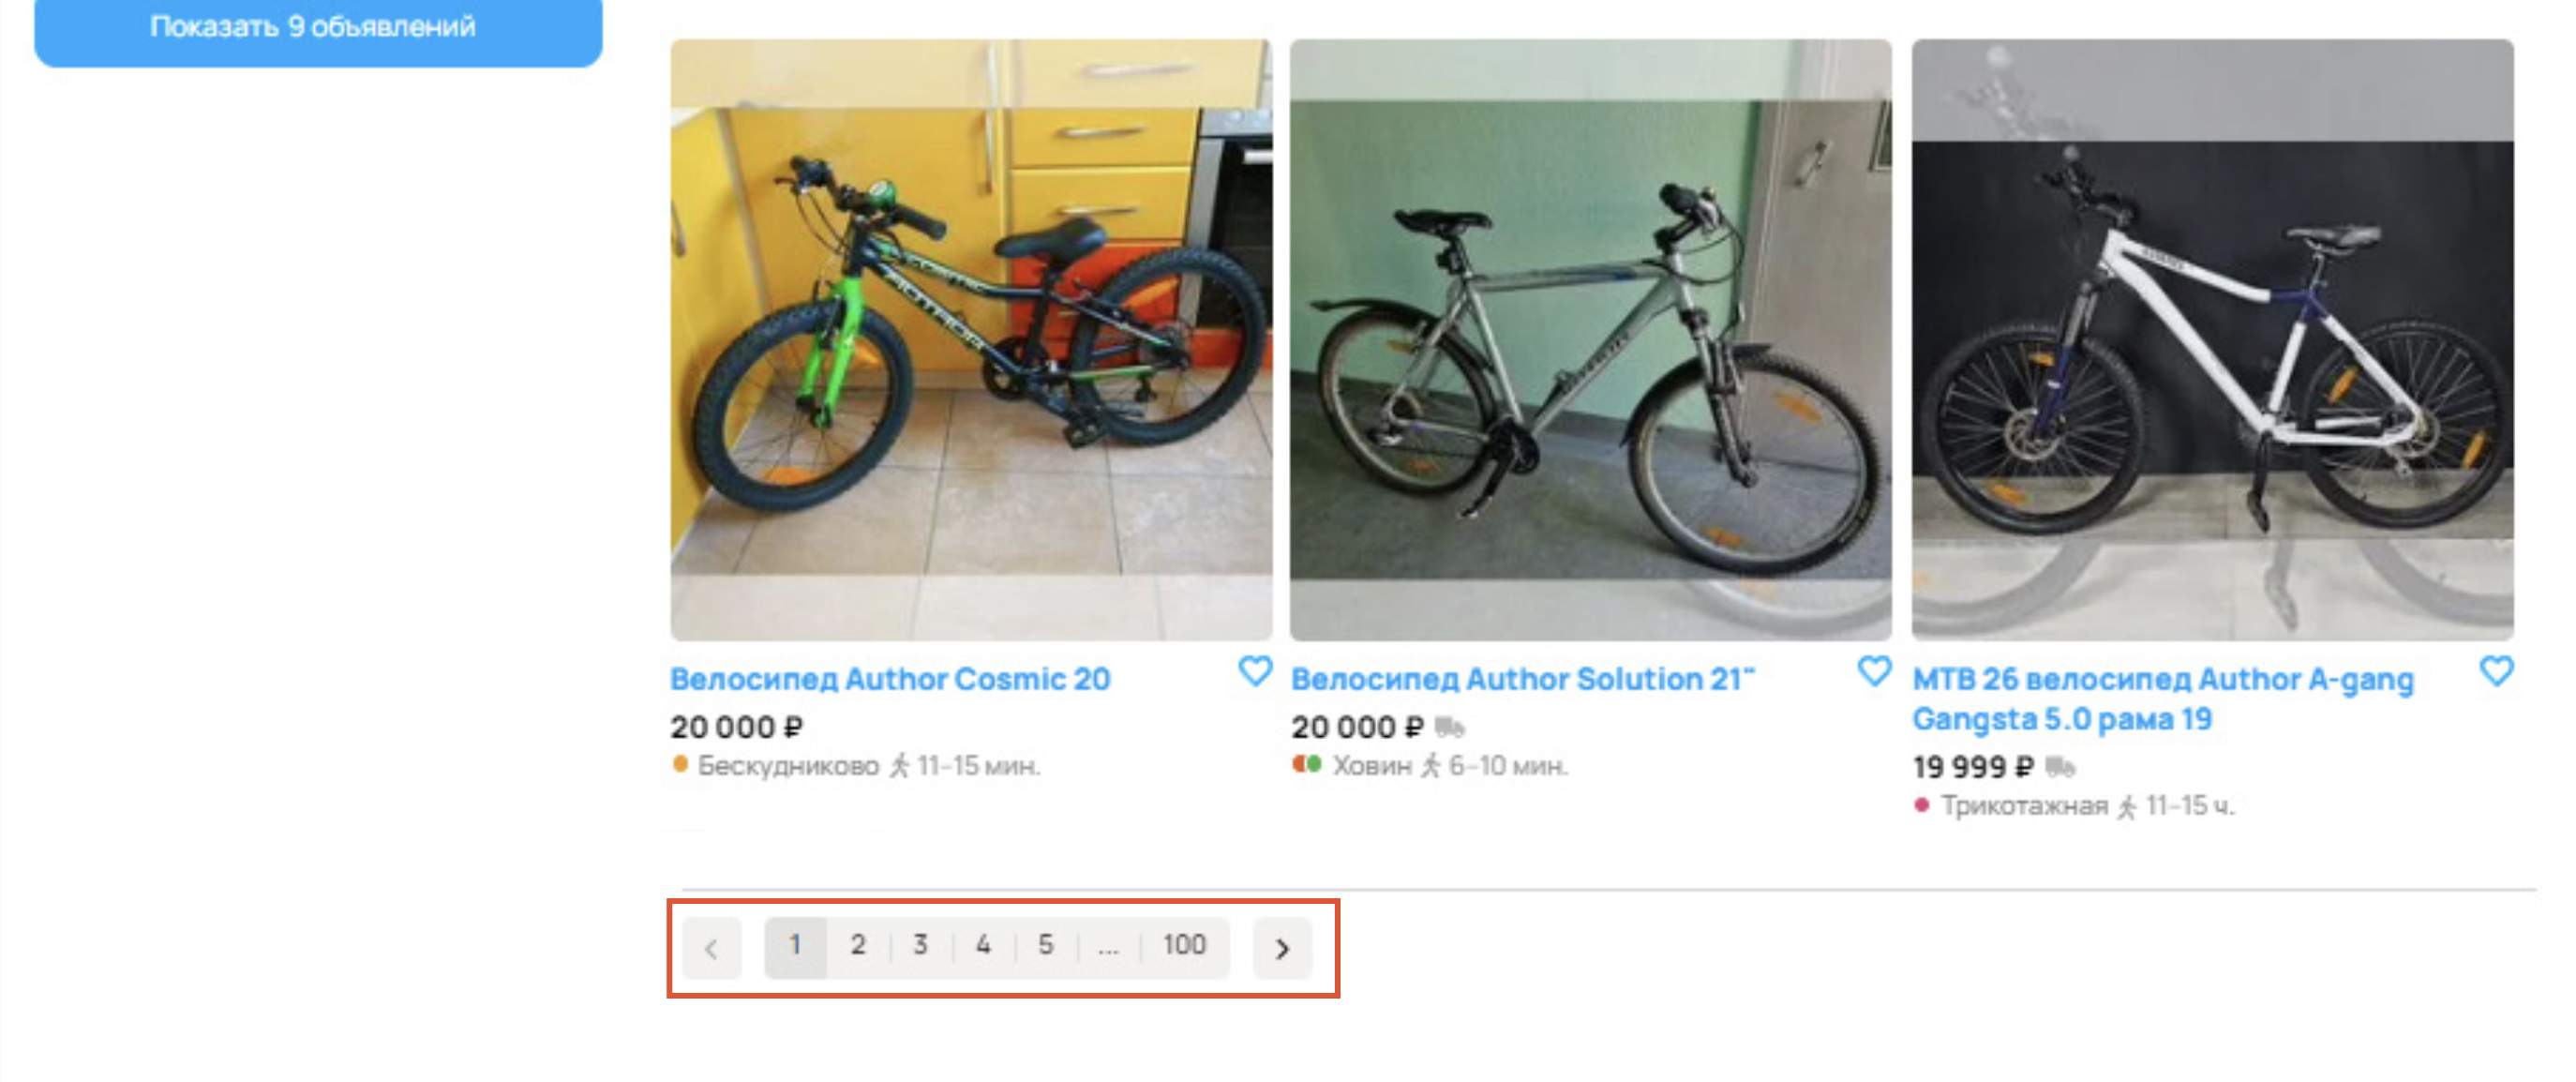 Показать 9 объявлений
Велосипед Author Cosmic 20
20 000 ₽
Бескудниково 11–15 мин.
Велосипед Author Solution 21"
20 000 ₽
Ховин 6–10 мин.
MTB 26 велосипед Author A-gang
Gangsta 5.0 рама 19
19 999 ₽
Трикотажная 11–15 ч.
< 1 2 3 4 5 ... 100 >
AUTHOR